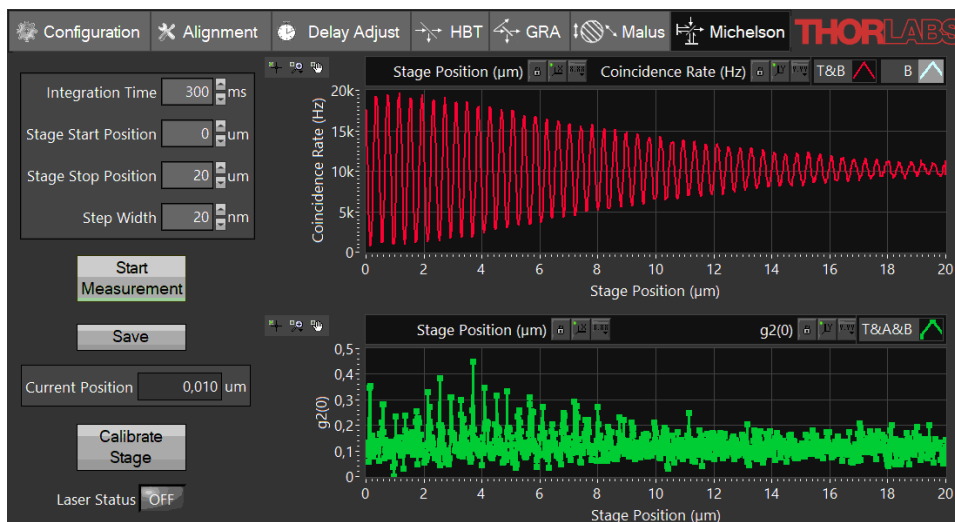 Configuration Alignment Delay Adjust HBT GRA Malus Michelson THORLABS
Stage Position (µm) Coincidence Rate (Hz) T&B B
Integration Time 300 ms
Stage Start Position 0 um
Stage Stop Position 20 um
Step Width 20 nm
Start
Measurement
Save
Current Position 0,010 um
Calibrate
Stage
Laser Status OFF
Coincidence Rate (Hz)
20k
15k
10k
5k
0
0 2 4 6 8 10 12 14 16 18 20
Stage Position (µm)
Stage Position (µm) g2(0) T&A&B
g2(0)
0,5
0,4
0,3
0,2
0,1
0
0 2 4 6 8 10 12 14 16 18 20
Stage Position (µm)